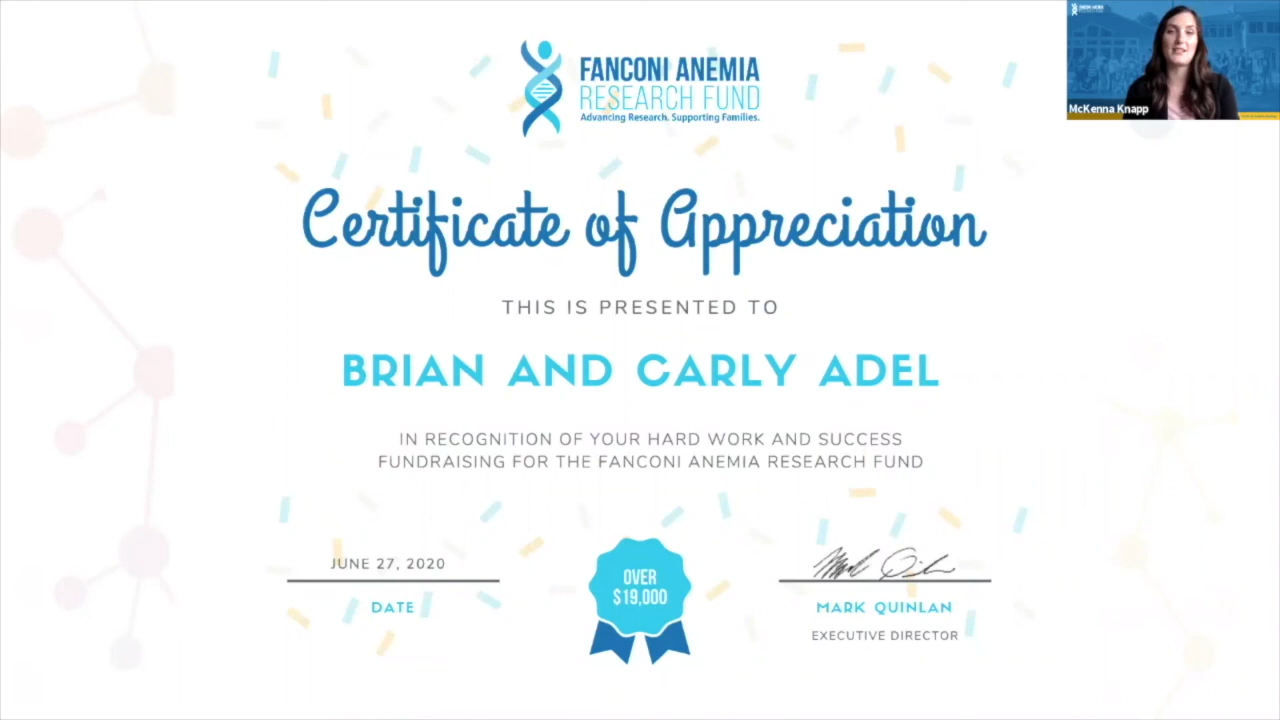 FANCONI ANEMIA
RESEARCH FUND
Advancing Research. Supporting Families.
McKenna Knapp
Certificate of Appreciation
THIS IS PRESENTED TO
BRIAN AND CARLY ADEL
IN RECOGNITION OF YOUR HARD WORK AND SUCCESS
FUNDRAISING FOR THE FANCONI ANEMIA RESEARCH FUND
JUNE 27, 2020
DATE
OVER
$19,000
MARK QUINLAN
EXECUTIVE DIRECTOR